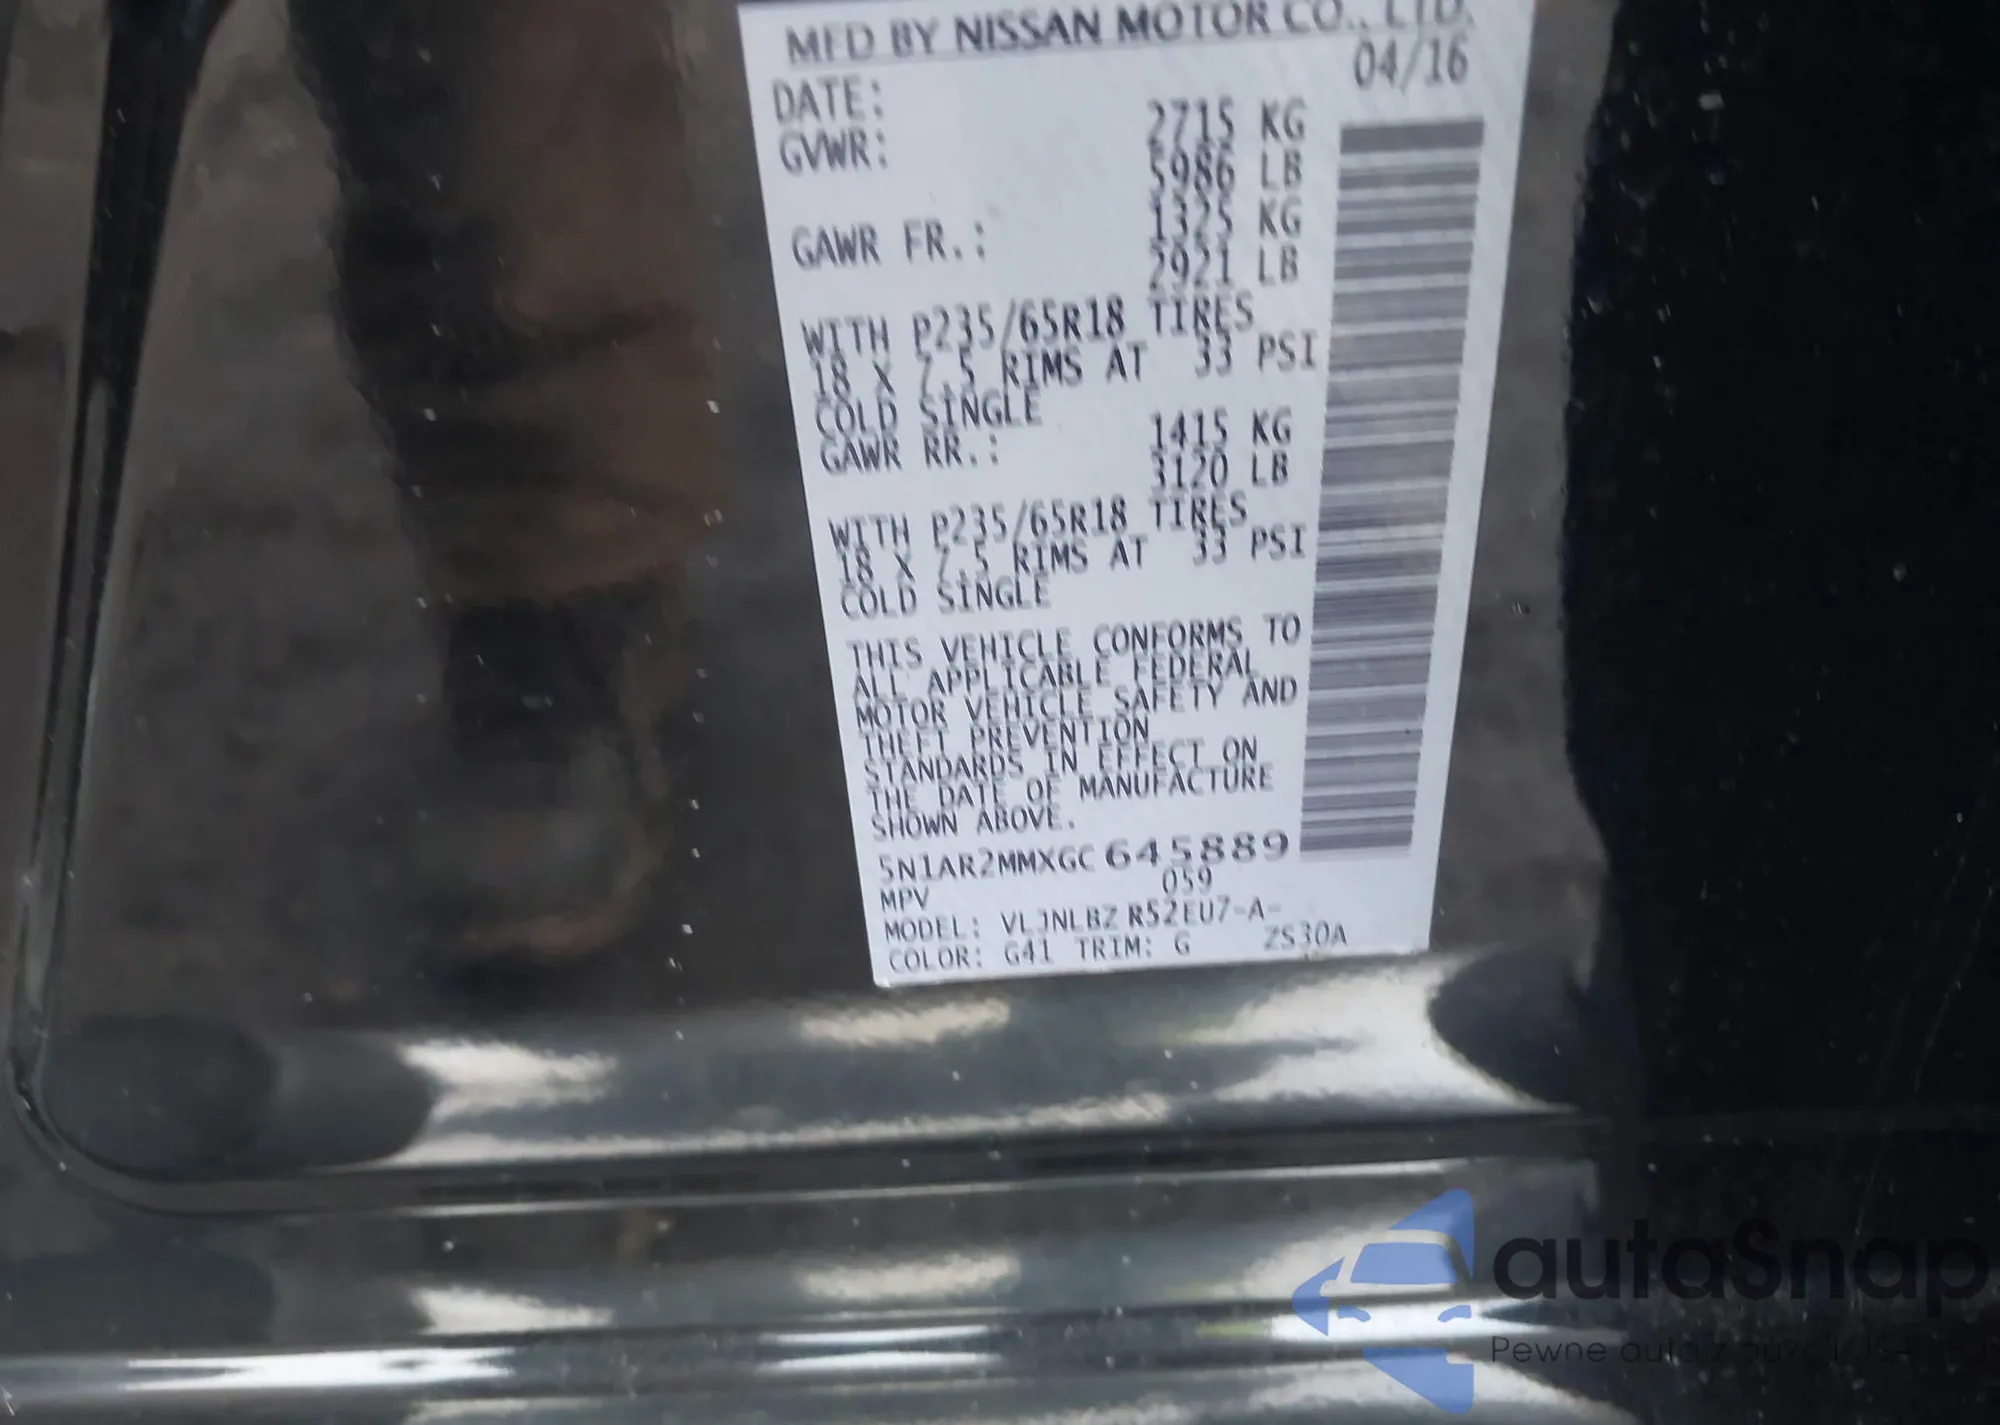 MFD BY NISSAN MOTOR CO., LTD.
DATE: 04/16
GVWR: 2715 KG
5986 LB
GAWR FR.: 1325 KG
2921 LB
WITH P235/65R18 TIRES
18 X 7.5 RIMS AT 33 PSI
COLD SINGLE
GAWR RR.: 1415 KG
3120 LB
WITH P235/65R18 TIRES
18 X 7.5 RIMS AT 33 PSI
COLD SINGLE
THIS VEHICLE CONFORMS TO
ALL APPLICABLE FEDERAL
MOTOR VEHICLE SAFETY AND
THEFT PREVENTION
STANDARDS IN EFFECT ON
THE DATE OF MANUFACTURE
SHOWN ABOVE.
5N1AR2MMXGC 645889
MPV 059
MODEL: VLJNLBZ R52EU7-A-
COLOR: G41 TRIM: G ZS30A
autaSnap
Pewne auto z